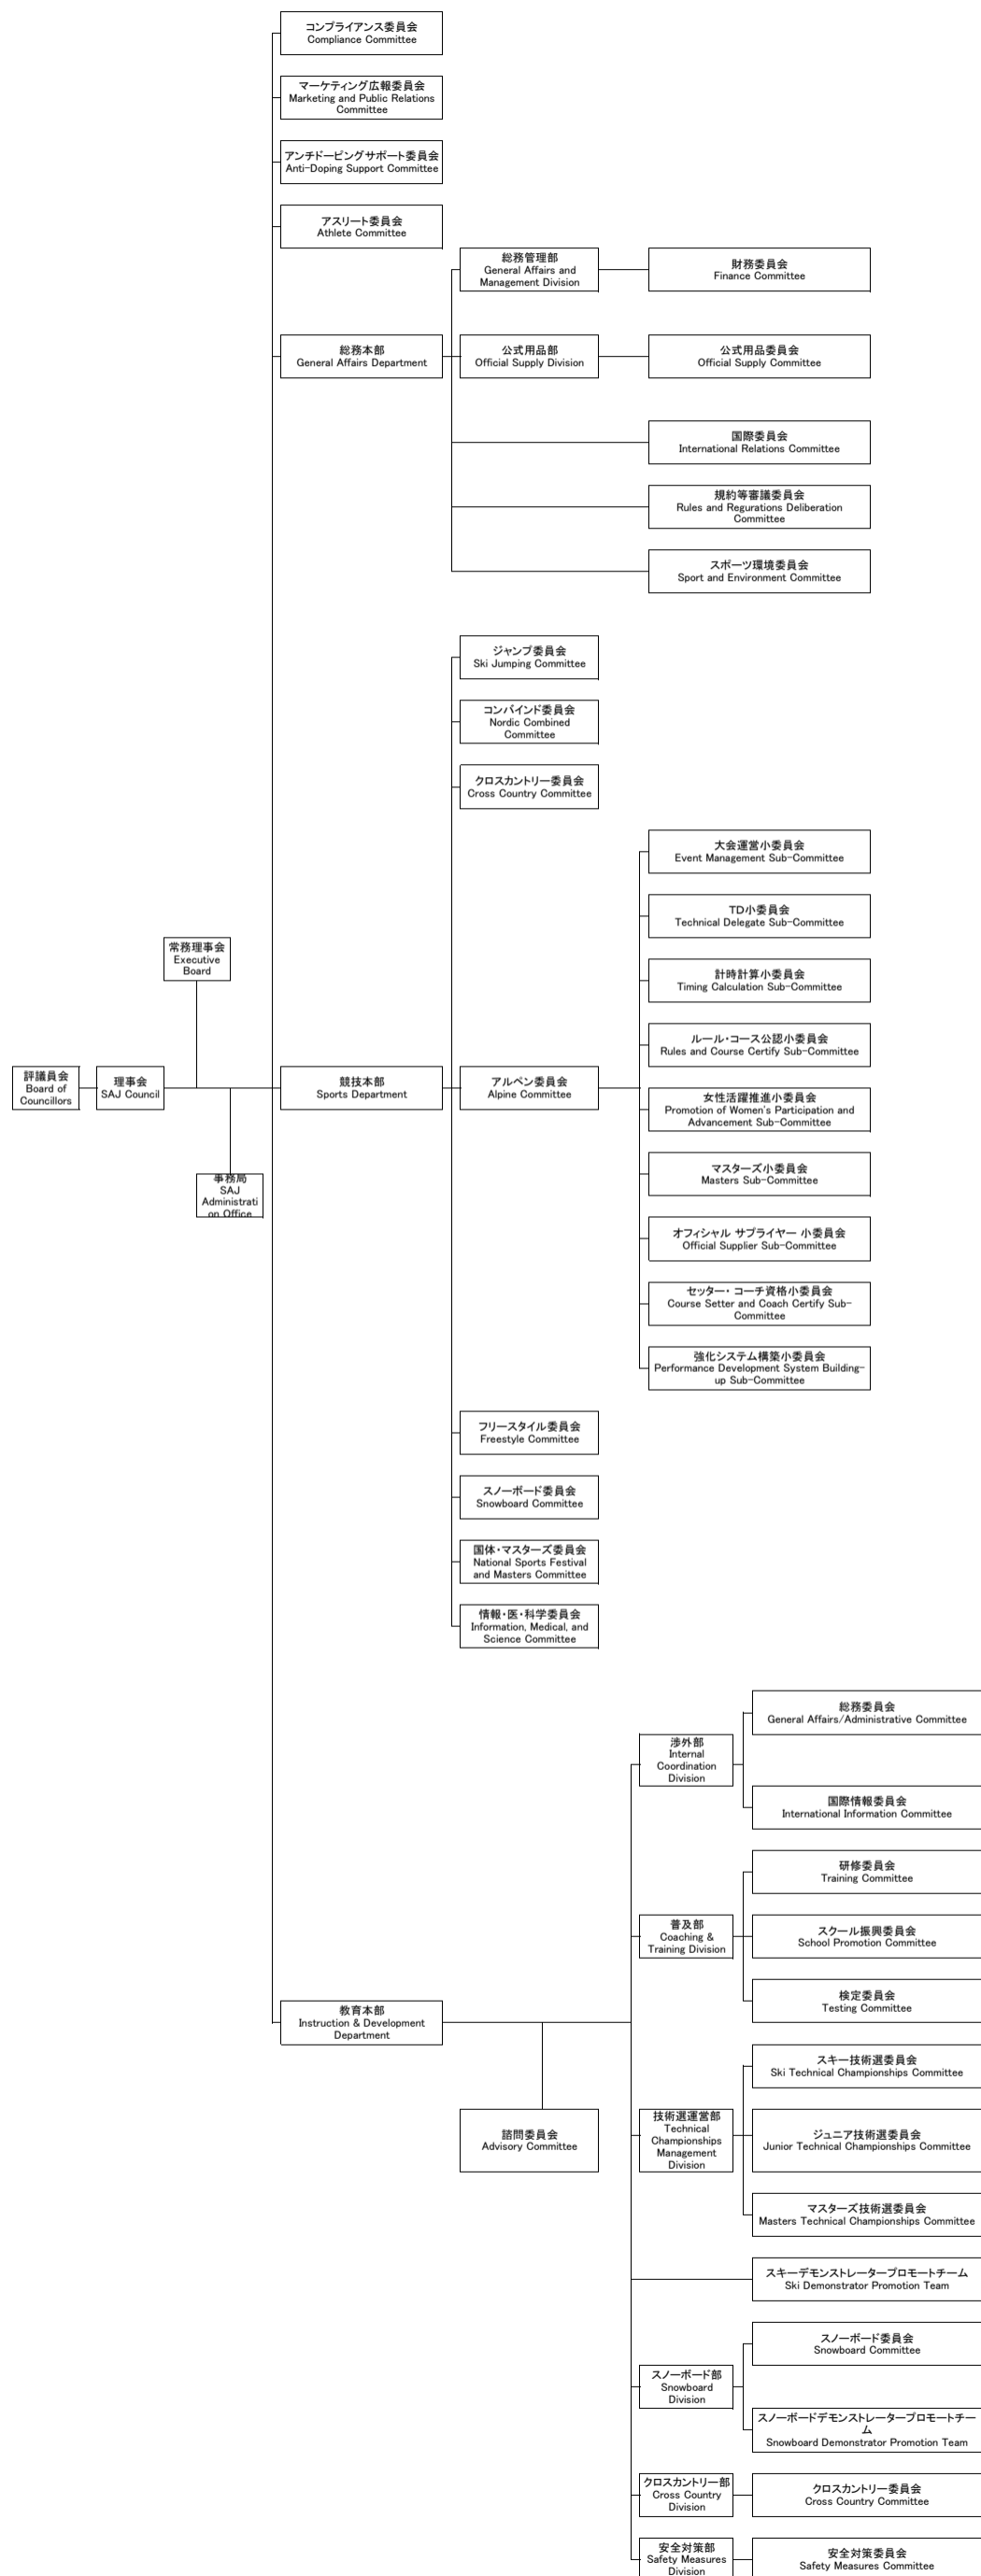 コンプライアンス委員会
Compliance Committee
マーケティング広報委員会
Marketing and Public Relations
Committee
アンチドーピングサポート委員会
Anti-Doping Support Committee
アスリート委員会
Athlete Committee
総務管理部
General Affairs and
Management Division
財務委員会
Finance Committee
総務本部
General Affairs Department
公式用品部
Official Supply Division
公式用品委員会
Official Supply Committee
国際委員会
International Relations Committee
規約等審議委員会
Rules and Regurations Deliberation
Committee
スポーツ環境委員会
Sport and Environment Committee
ジャンプ委員会
Ski Jumping Committee
コンバインド委員会
Nordic Combined
Committee
クロスカントリー委員会
Cross Country Committee
大会運営小委員会
Event Management Sub-Committee
TD小委員会
Technical Delegate Sub-Committee
常務理事会
Executive
Board
計時計算小委員会
Timing Calculation Sub-Committee
ルール・コース公認小委員会
Rules and Course Certify Sub-Committee
評議員会
Board of
Councillors
理事会
SAJ Council
競技本部
Sports Department
アルペン委員会
Alpine Committee
女性活躍推進小委員会
Promotion of Women's Participation and
Advancement Sub-Committee
マスターズ小委員会
Masters Sub-Committee
事務局
SAJ
Administrati
on Office
オフィシャル サプライヤー 小委員会
Official Supplier Sub-Committee
セッター・ コーチ資格小委員会
Course Setter and Coach Certify Sub-
Committee
強化システム構築小委員会
Performance Development System Building-
up Sub-Committee
フリースタイル委員会
Freestyle Committee
スノーボード委員会
Snowboard Committee
国体・マスターズ委員会
National Sports Festival
and Masters Committee
情報・医・科学委員会
Information, Medical, and
Science Committee
総務委員会
General Affairs/Administrative Committee
渉外部
Internal
Coordination
Division
国際情報委員会
International Information Committee
研修委員会
Training Committee
普及部
Coaching &
Training Division
スクール振興委員会
School Promotion Committee
検定委員会
Testing Committee
教育本部
Instruction & Development
Department
スキー技術選委員会
Ski Technical Championships Committee
諮問委員会
Advisory Committee
技術選運営部
Technical
Championships
Management
Division
ジュニア技術選委員会
Junior Technical Championships Committee
マスターズ技術選委員会
Masters Technical Championships Committee
スキーデモンストレータープロモートチーム
Ski Demonstrator Promotion Team
スノーボード委員会
Snowboard Committee
スノーボード部
Snowboard
Division
スノーボードデモンストレータープロモートチー
ム
Snowboard Demonstrator Promotion Team
クロスカントリー部
Cross Country
Division
クロスカントリー委員会
Cross Country Committee
安全対策部
Safety Measures
Division
安全対策委員会
Safety Measures Committee